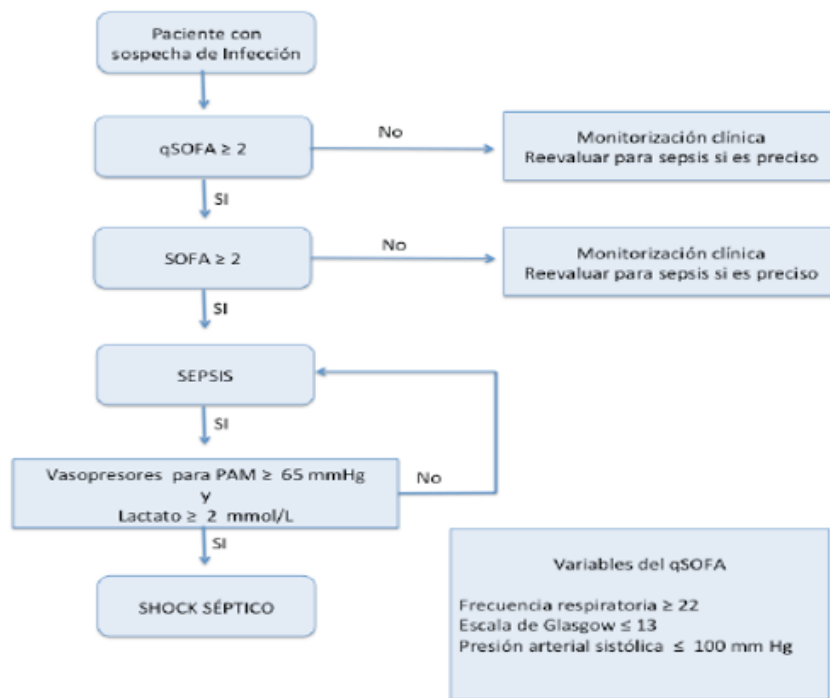 Paciente con
sospecha de Infección
qSOFA ≥ 2
No
Monitorización clínica
Reevaluar para sepsis si es preciso
SI
SOFA ≥ 2
No
Monitorización clínica
Reevaluar para sepsis si es preciso
SI
SEPSIS
SI
Vasopresores para PAM ≥ 65 mmHg
y
Lactato ≥ 2 mmol/L
No
SI
SHOCK SÉPTICO
Variables del qSOFA
Frecuencia respiratoria ≥ 22
Escala de Glasgow ≤ 13
Presión arterial sistólica ≤ 100 mm Hg